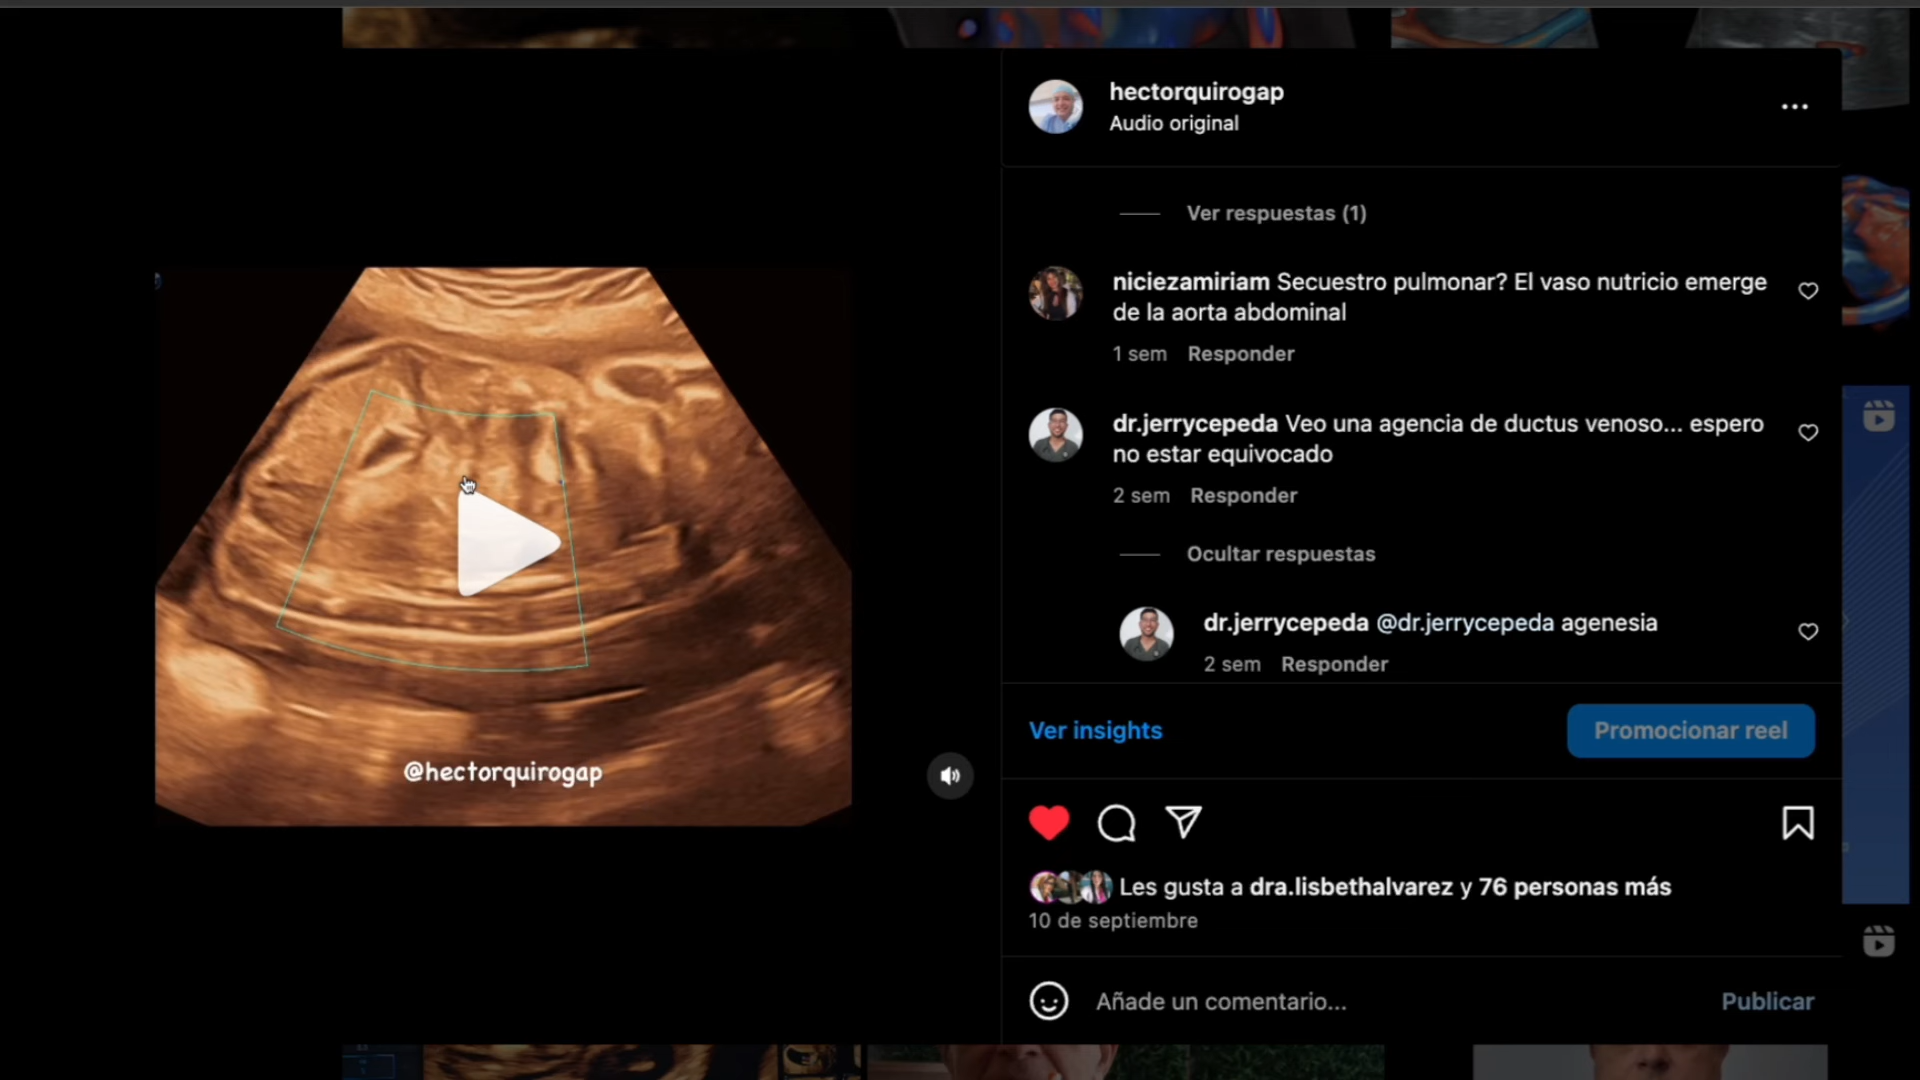 hectorquirogap
Audio original
Ver respuestas (1)
niciezamiriam Secuestro pulmonar? El vaso nutricio emerge
de la aorta abdominal
1 sem Responder
dr.jerrycepeda Veo una agencia de ductus venoso... espero
no estar equivocado
2 sem Responder
Ocultar respuestas
dr.jerrycepeda @dr.jerrycepeda agenesia
2 sem Responder
Ver insights
Promocionar reel
@hectorquirogap
Les gusta a dra.lisbethalvarez y 76 personas más
10 de septiembre
Añade un comentario...
Publicar